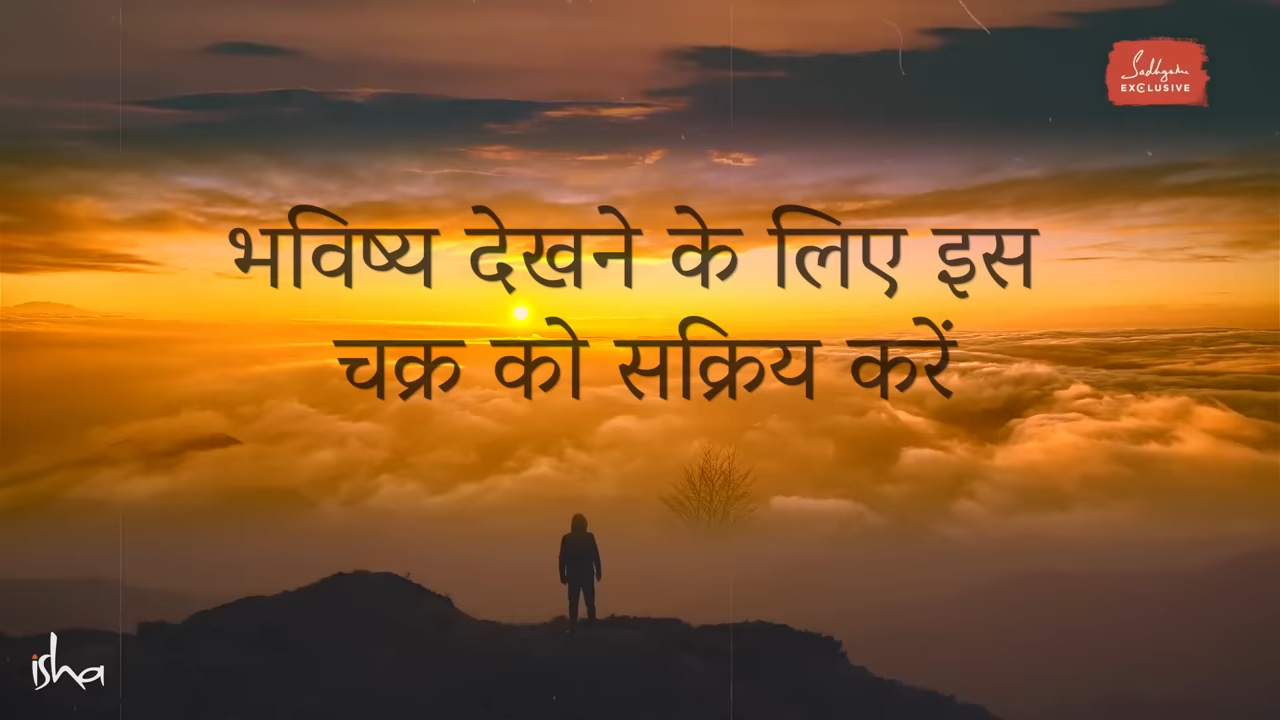 Sadhguru
EXCLUSIVE
भविष्य देखने के लिए इस
चक्र को सक्रिय करें
isha